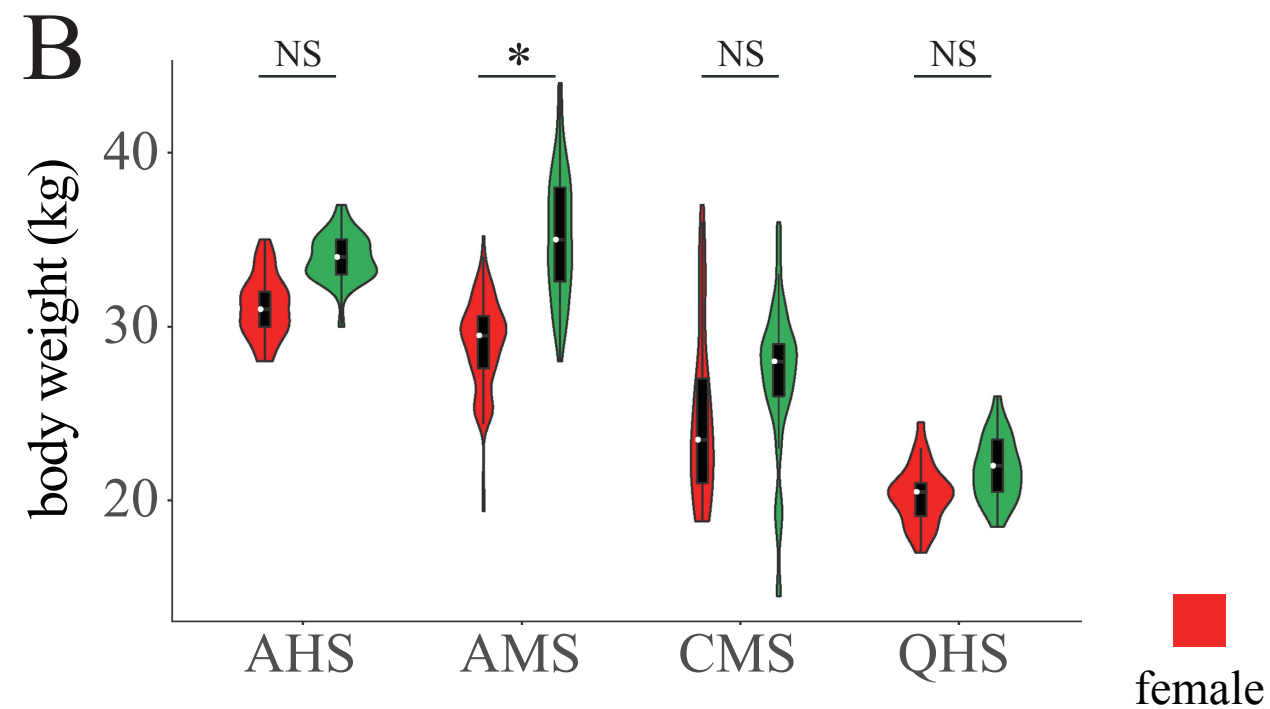 B
NS * NS NS
body weight (kg)
40
30
20
AHS AMS CMS QHS
female